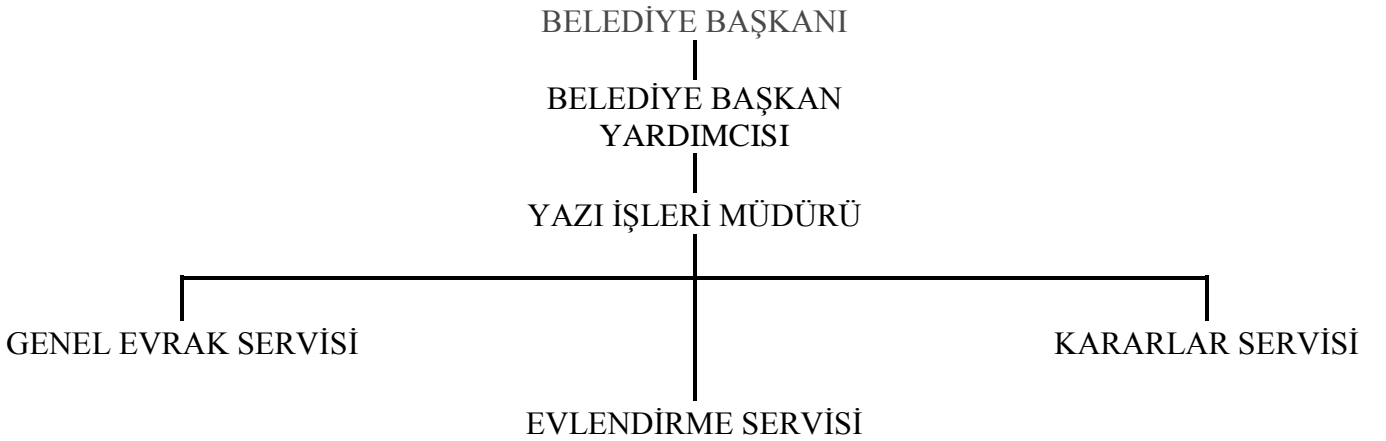 BELEDİYE BAŞKANI
BELEDİYE BAŞKAN
YARDIMCISI
YAZI İŞLERİ MÜDÜRÜ
GENEL EVRAK SERVİSİ
KARARLAR SERVİSİ
EVLENDİRME SERVİSİ